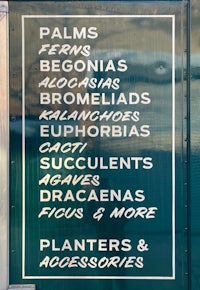 PALMS
FERNS
BEGONIAS
ALOCASIAS
BROMELIADS
KALANCHOES
EUPHORBIAS
CACTI
SUCCULENTS
AGAVES
DRACAENAS
FICUS & MORE
PLANTERS &
ACCESSORIES